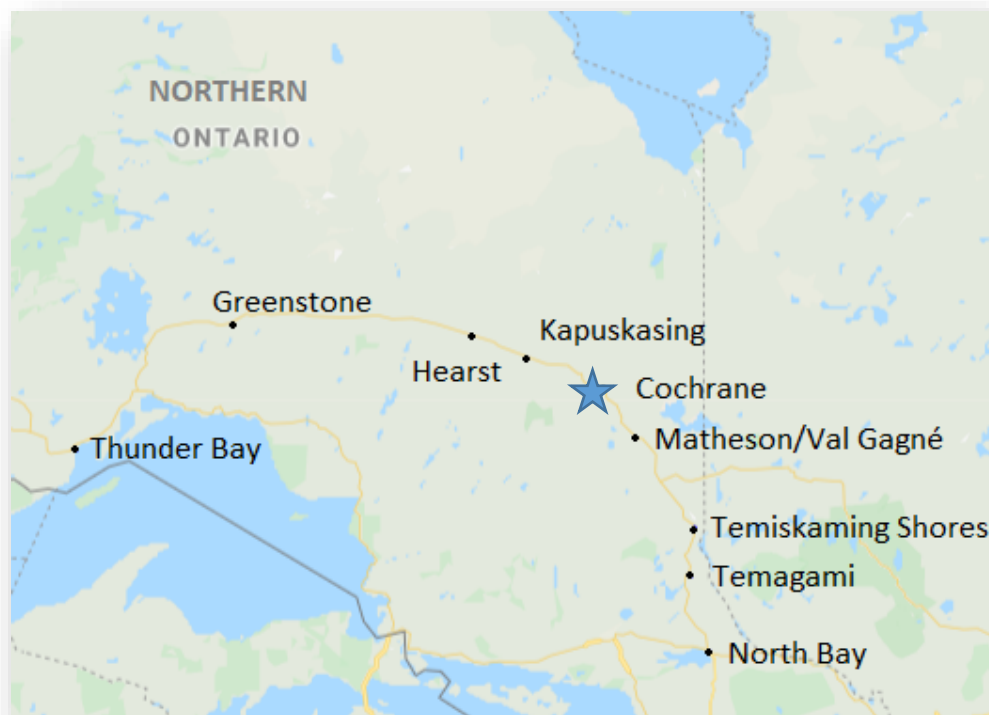 NORTHERN
ONTARIO
Greenstone
Kapuskasing
Hearst
Cochrane
Matheson/Val Gagné
Thunder Bay
Temiskaming Shores
Temagami
North Bay